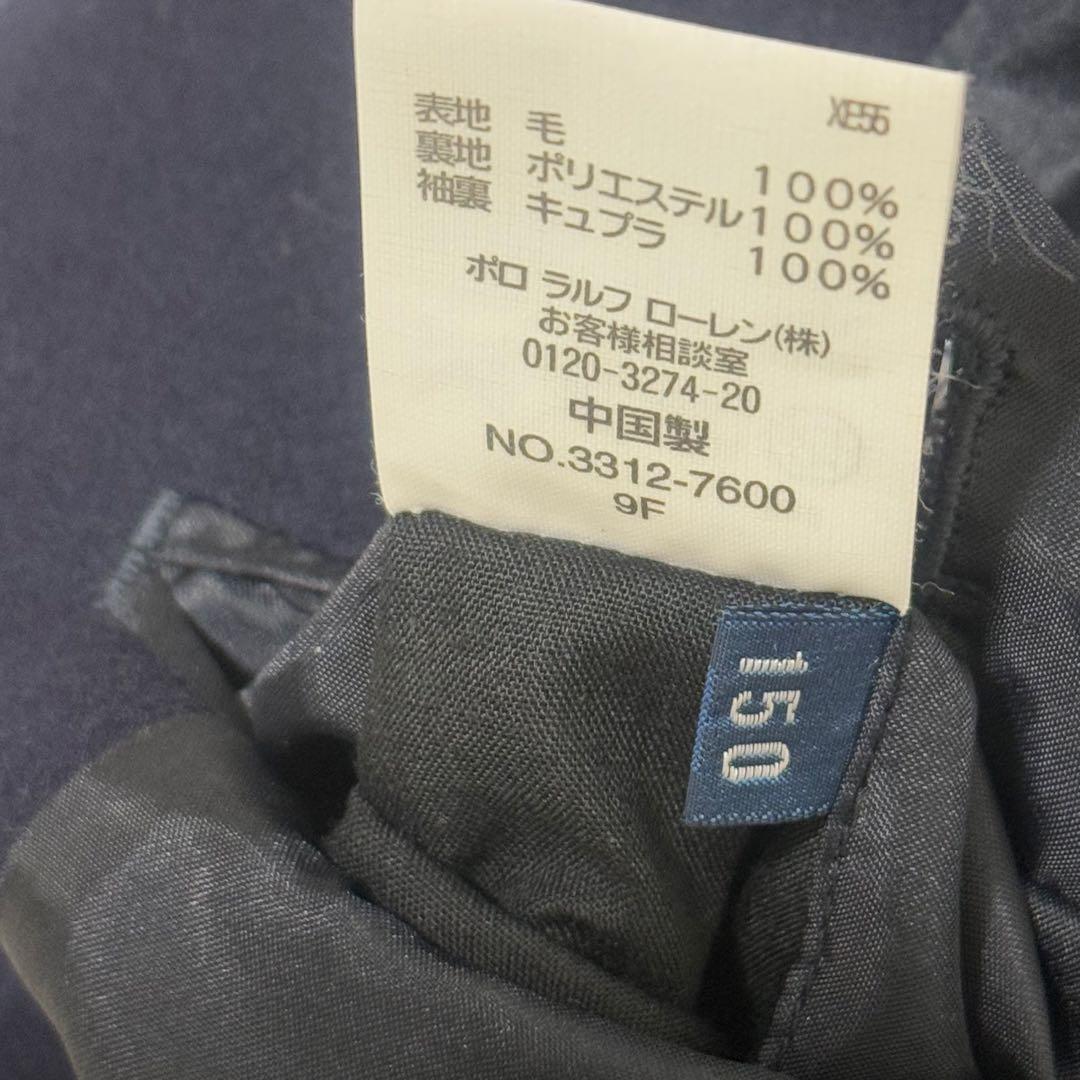 XE55
表地 毛 100%
裏地 ポリエステル 100%
袖裏 キュプラ 100%
ポロ ラルフ ローレン(株)
お客様相談室
0120-3274-20
中国製
NO.3312-7600
9F
150